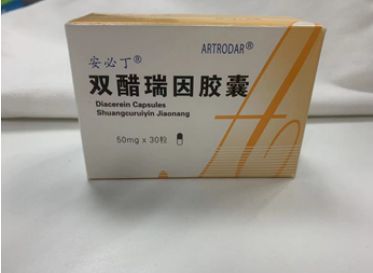 ARTRODAR®
安必丁®
双醋瑞因胶囊
Diacerein Capsules
Shuangcuruiyin Jiaonang
50mg x 30粒